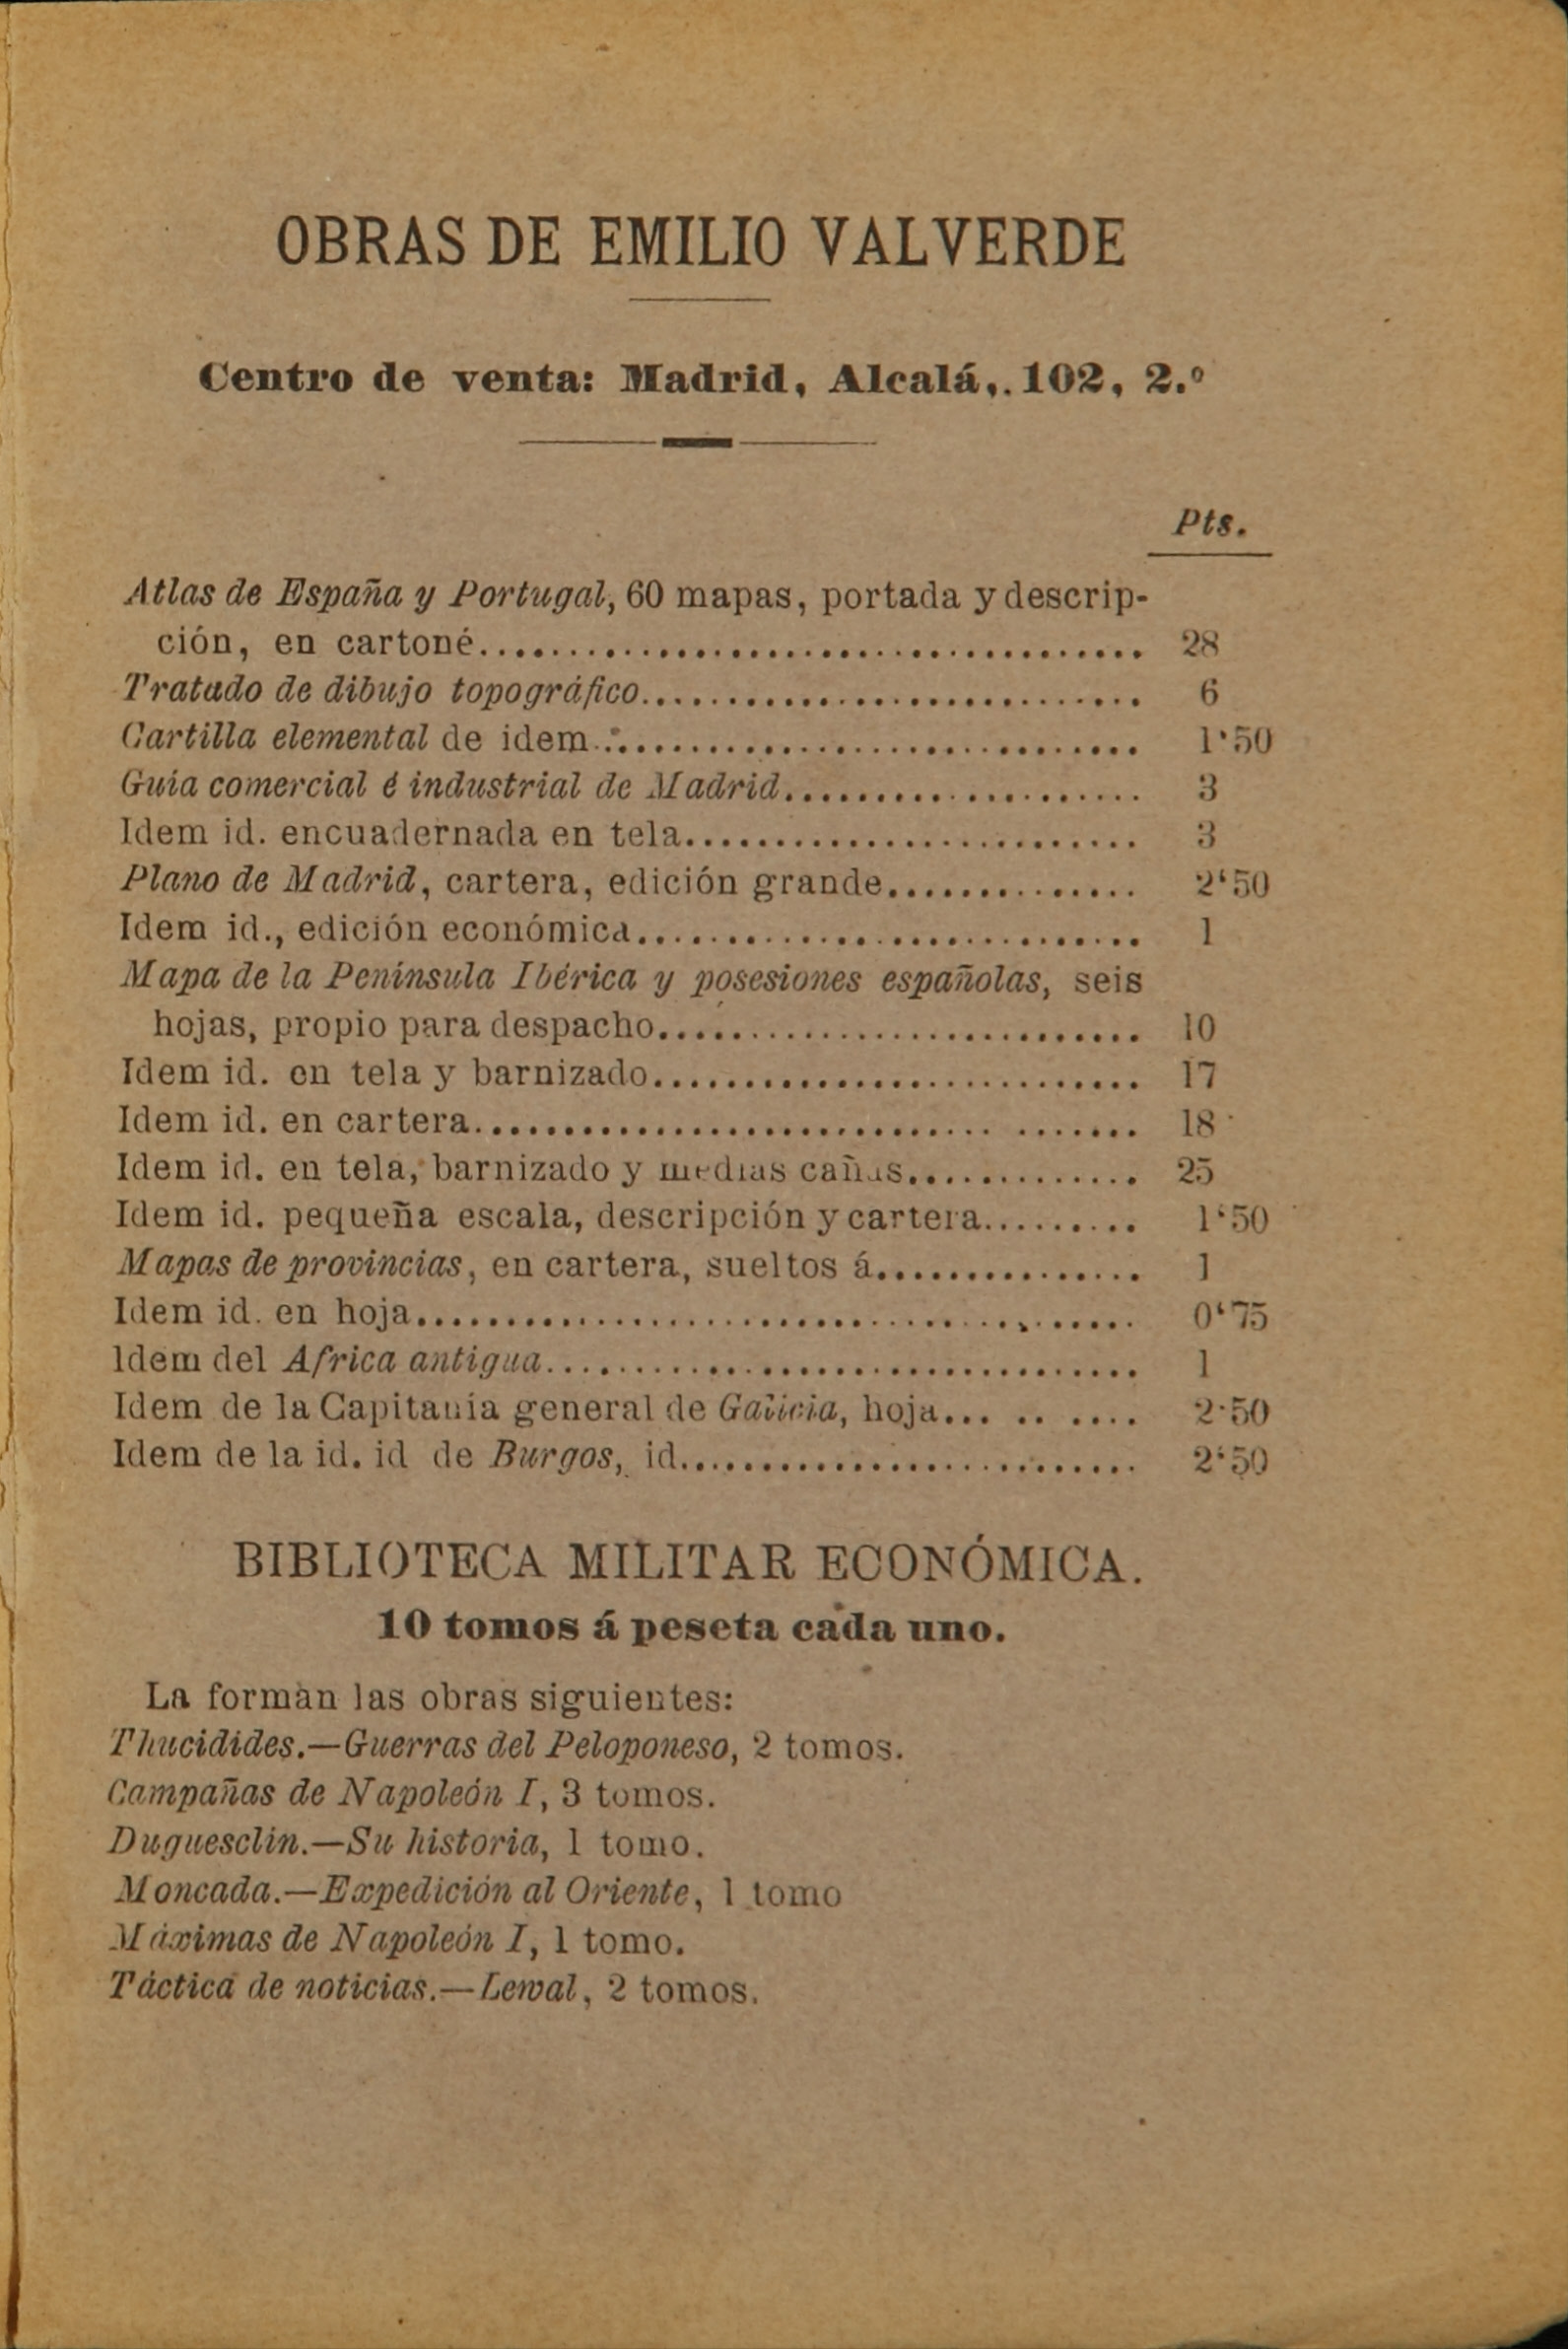 OBRAS DE EMILIO VALVERDE
Centro de venta: Madrid, Alcalá,. 102, 2.º
Pts.
Atlas de España y Portugal, 60 mapas, portada y descrip-
ción, en cartoné........................................ 28
Tratado de dibujo topográfico............................ 6
Cartilla elemental de idem............................... 1'50
Guía comercial é industrial de Madrid.................... 3
Idem id. encuadernada en tela............................ 3
Plano de Madrid, cartera, edición grande.............. 2'50
Idem id., edición económica............................ 1
Mapa de la Península Ibérica y posesiones españolas, seis
hojas, propio para despacho........................... 10
Idem id. en tela y barnizado........................... 17
Idem id. en cartera..................................... 18
Idem id. en tela, barnizado y medias cañas............. 25
Idem id. pequeña escala, descripción y cartera......... 1'50
Mapas de provincias, en cartera, sueltos á............... 1
Idem id. en hoja........................................ 0'75
Idem del Africa antigua................................. 1
Idem de la Capitanía general de Galicia, hoja... .. .... 2'50
Idem de la id. id de Burgos, id.......................... 2'50
BIBLIOTECA MILITAR ECONÓMICA.
10 tomos á peseta cada uno.
La forman las obras siguientes:
Thucidides.—Guerras del Peloponeso, 2 tomos.
Campañas de Napoleón I, 3 tomos.
Duguesclin.—Su historia, 1 tomo.
Moncada.—Expedición al Oriente, 1 tomo
Máximas de Napoleón I, 1 tomo.
Táctica de noticias.—Lewal, 2 tomos.